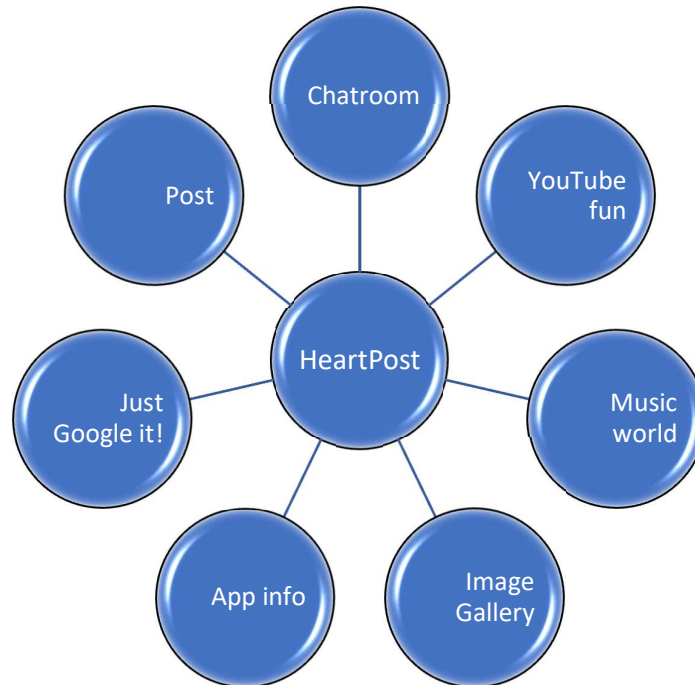 Chatroom
Post
YouTube
fun
HeartPost
Just
Google it!
Music
world
App info
Image
Gallery